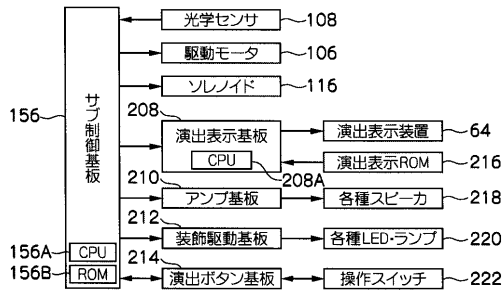 光学センサ 108
駆動モータ 106
ソレノイド 116
156 サブ制御基板
208
演出表示基板 演出表示装置 64
CPU 208A 演出表示ROM 216
210
アンプ基板 各種スピーカ 218
212
装飾駆動基板 各種LED・ランプ 220
156A CPU
214
156B ROM 演出ボタン基板 操作スイッチ 222